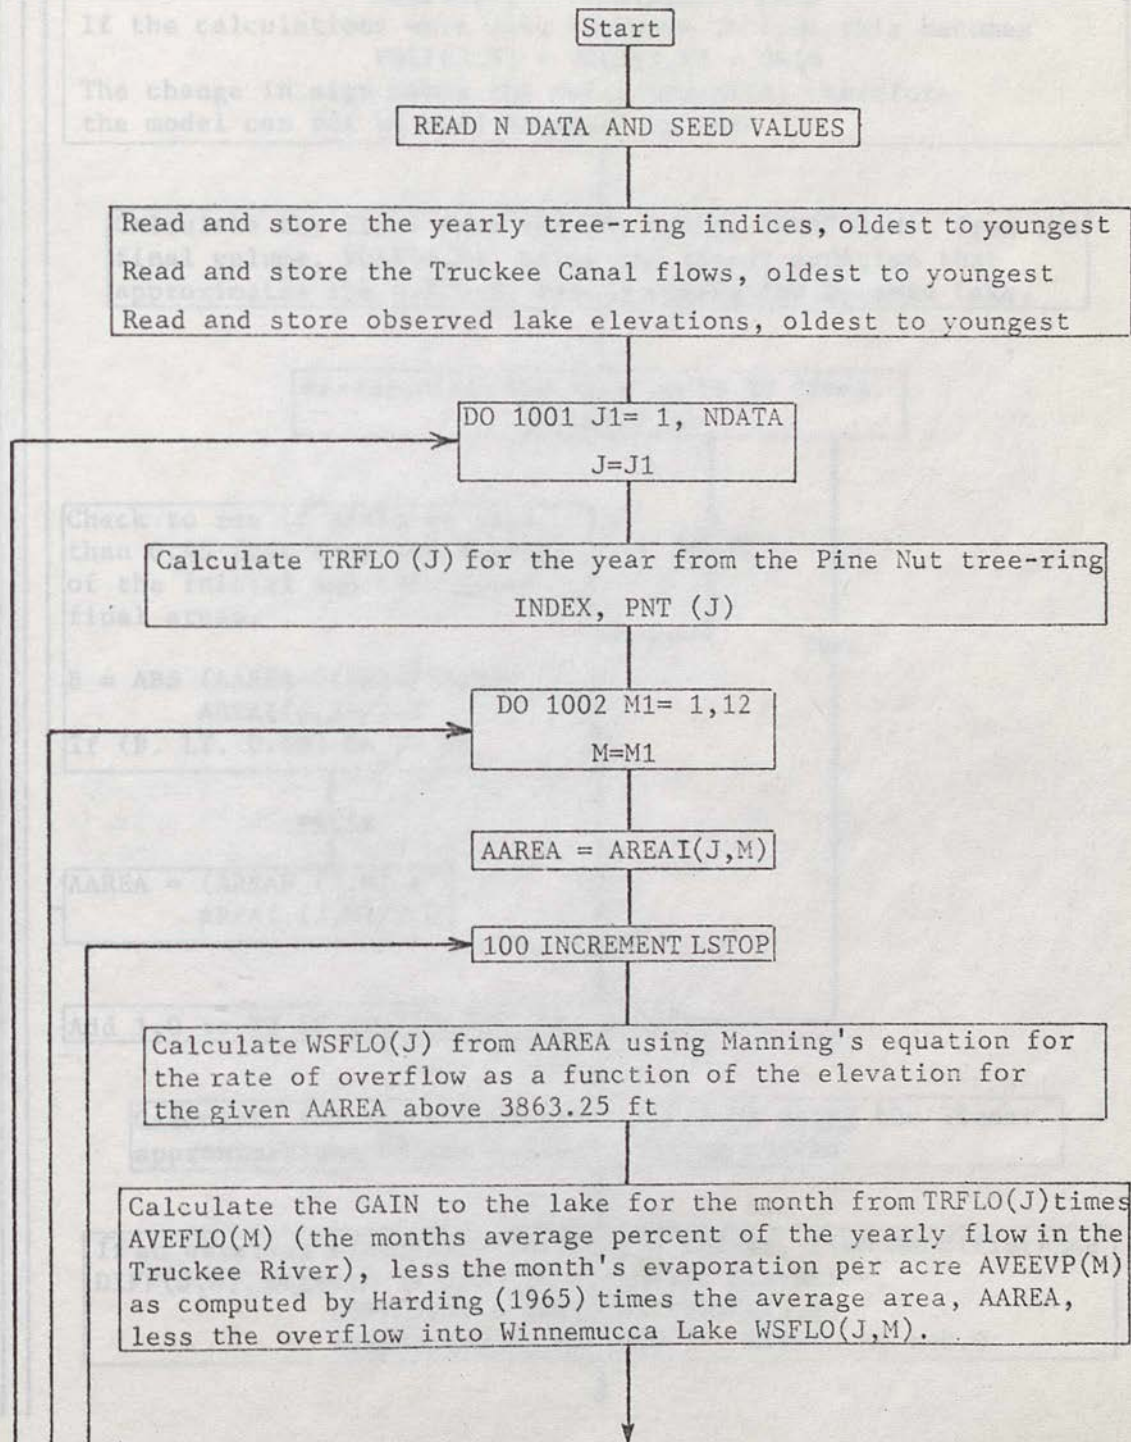 Start
READ N DATA AND SEED VALUES
Read and store the yearly tree-ring indices, oldest to youngest
Read and store the Truckee Canal flows, oldest to youngest
Read and store observed lake elevations, oldest to youngest
DO 1001 J1= 1, NDATA
J=J1
Calculate TRFLO (J) for the year from the Pine Nut tree-ring
INDEX, PNT (J)
DO 1002 M1= 1,12
M=M1
AAREA = AREAI(J,M)
100 INCREMENT LSTOP
Calculate WSFLO(J) from AAREA using Manning's equation for
the rate of overflow as a function of the elevation for
the given AAREA above 3863.25 ft
Calculate the GAIN to the lake for the month from TRFLO(J) times
AVEFLO(M) (the months average percent of the yearly flow in the
Truckee River), less the month's evaporation per acre AVEEVP(M)
as computed by Harding (1965) times the average area, AAREA,
less the overflow into Winnemucca Lake WSFLO(J,M).